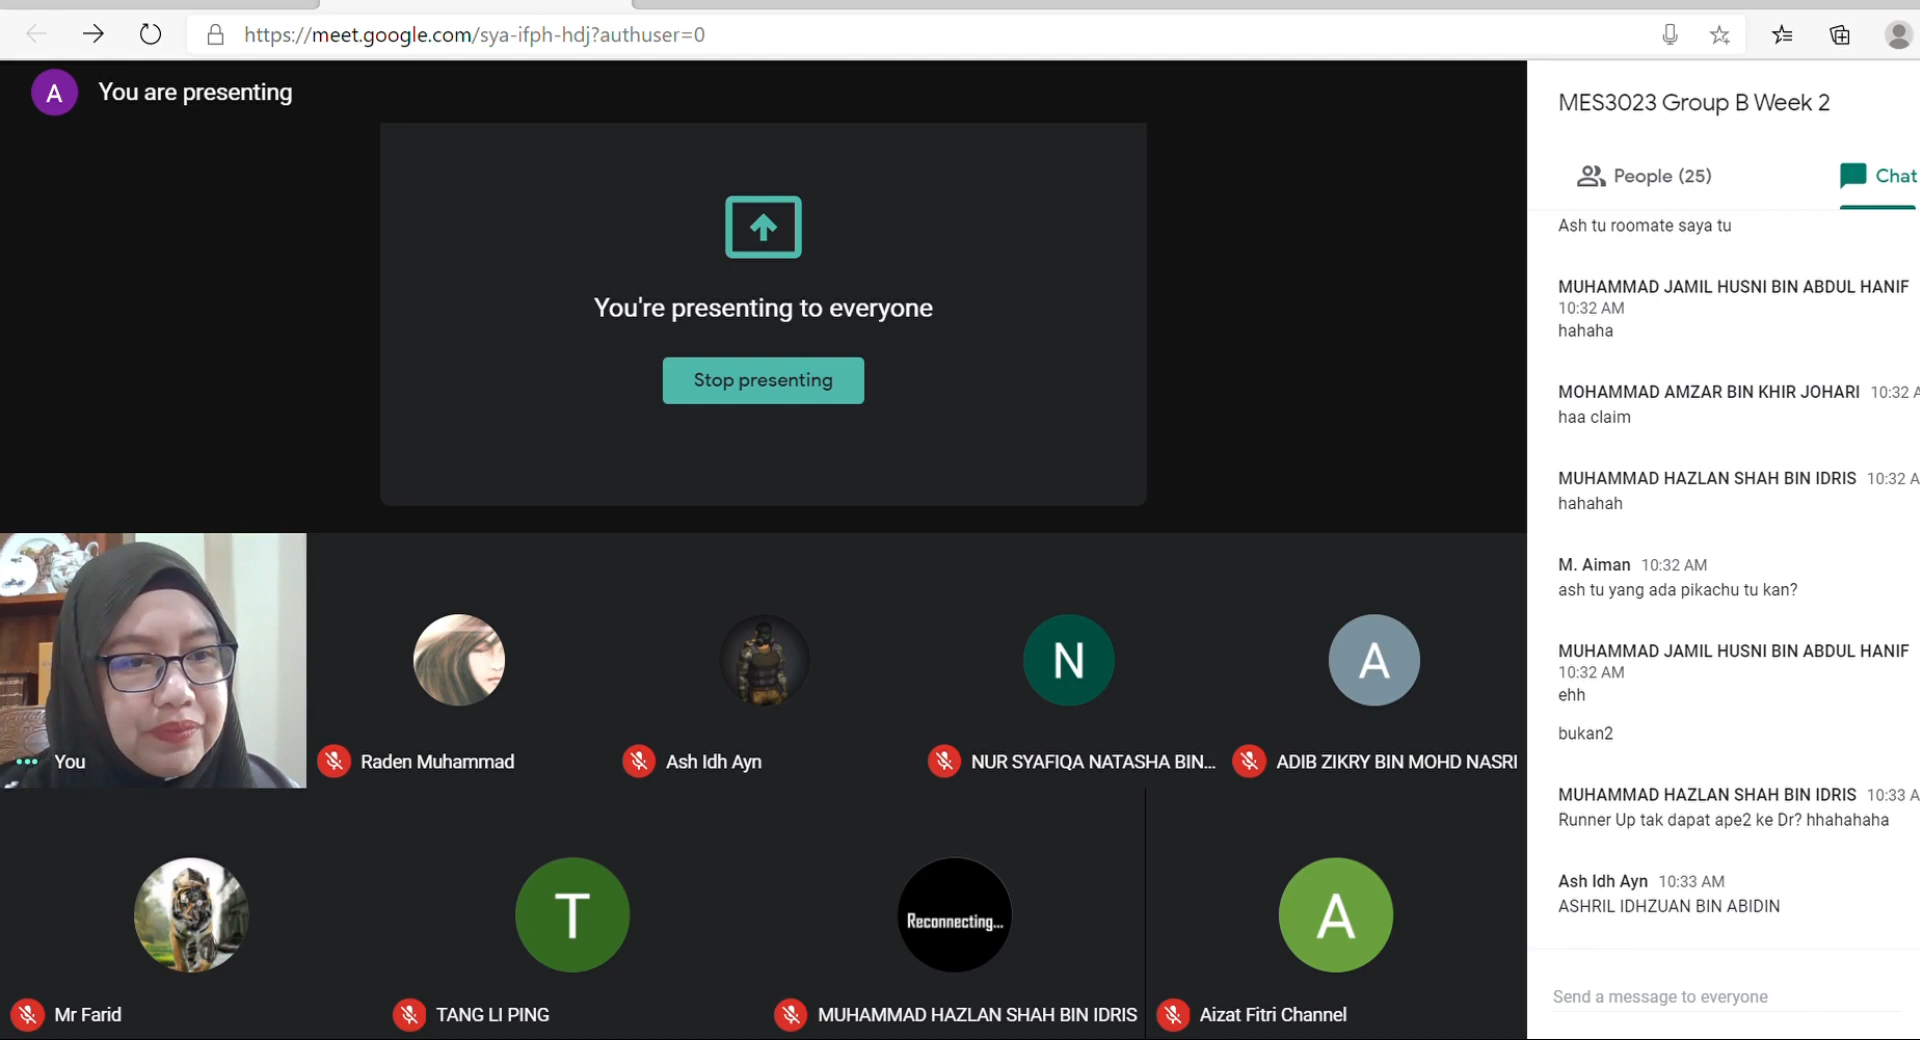 https://meet.google.com/sya-ifph-hdj?authuser=0
A You are presenting
You're presenting to everyone
Stop presenting
You
Raden Muhammad
Ash Idh Ayn
N
NUR SYAFIQA NATASHA BIN...
A
ADIB ZIKRY BIN MOHD NASRI
Mr Farid
T
TANG LI PING
Reconnecting...
MUHAMMAD HAZLAN SHAH BIN IDRIS
A
Aizat Fitri Channel
MES3023 Group B Week 2
People (25) Chat
Ash tu roomate saya tu
MUHAMMAD JAMIL HUSNI BIN ABDUL HANIF
10:32 AM
hahaha
MOHAMMAD AMZAR BIN KHIR JOHARI 10:32 A
haa claim
MUHAMMAD HAZLAN SHAH BIN IDRIS 10:32 A
hahahah
M. Aiman 10:32 AM
ash tu yang ada pikachu tu kan?
MUHAMMAD JAMIL HUSNI BIN ABDUL HANIF
10:32 AM
ehh
bukan2
MUHAMMAD HAZLAN SHAH BIN IDRIS 10:33 A
Runner Up tak dapat ape2 ke Dr? hhahahaha
Ash Idh Ayn 10:33 AM
ASHRIL IDHZUAN BIN ABIDIN
Send a message to everyone